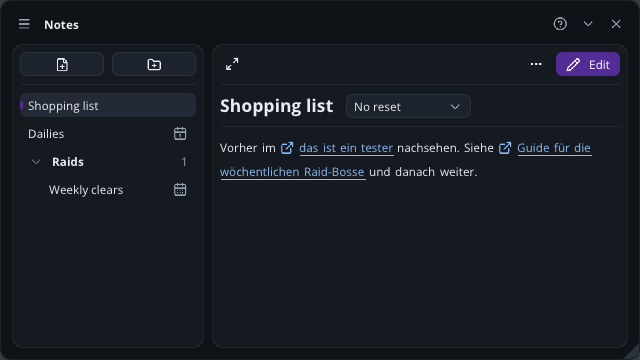 Notes
Shopping list
Dailies
Raids 1
Weekly clears
Edit
Shopping list No reset
Vorher im das ist ein tester nachsehen. Siehe Guide für die
wöchentlichen Raid-Bosse und danach weiter.